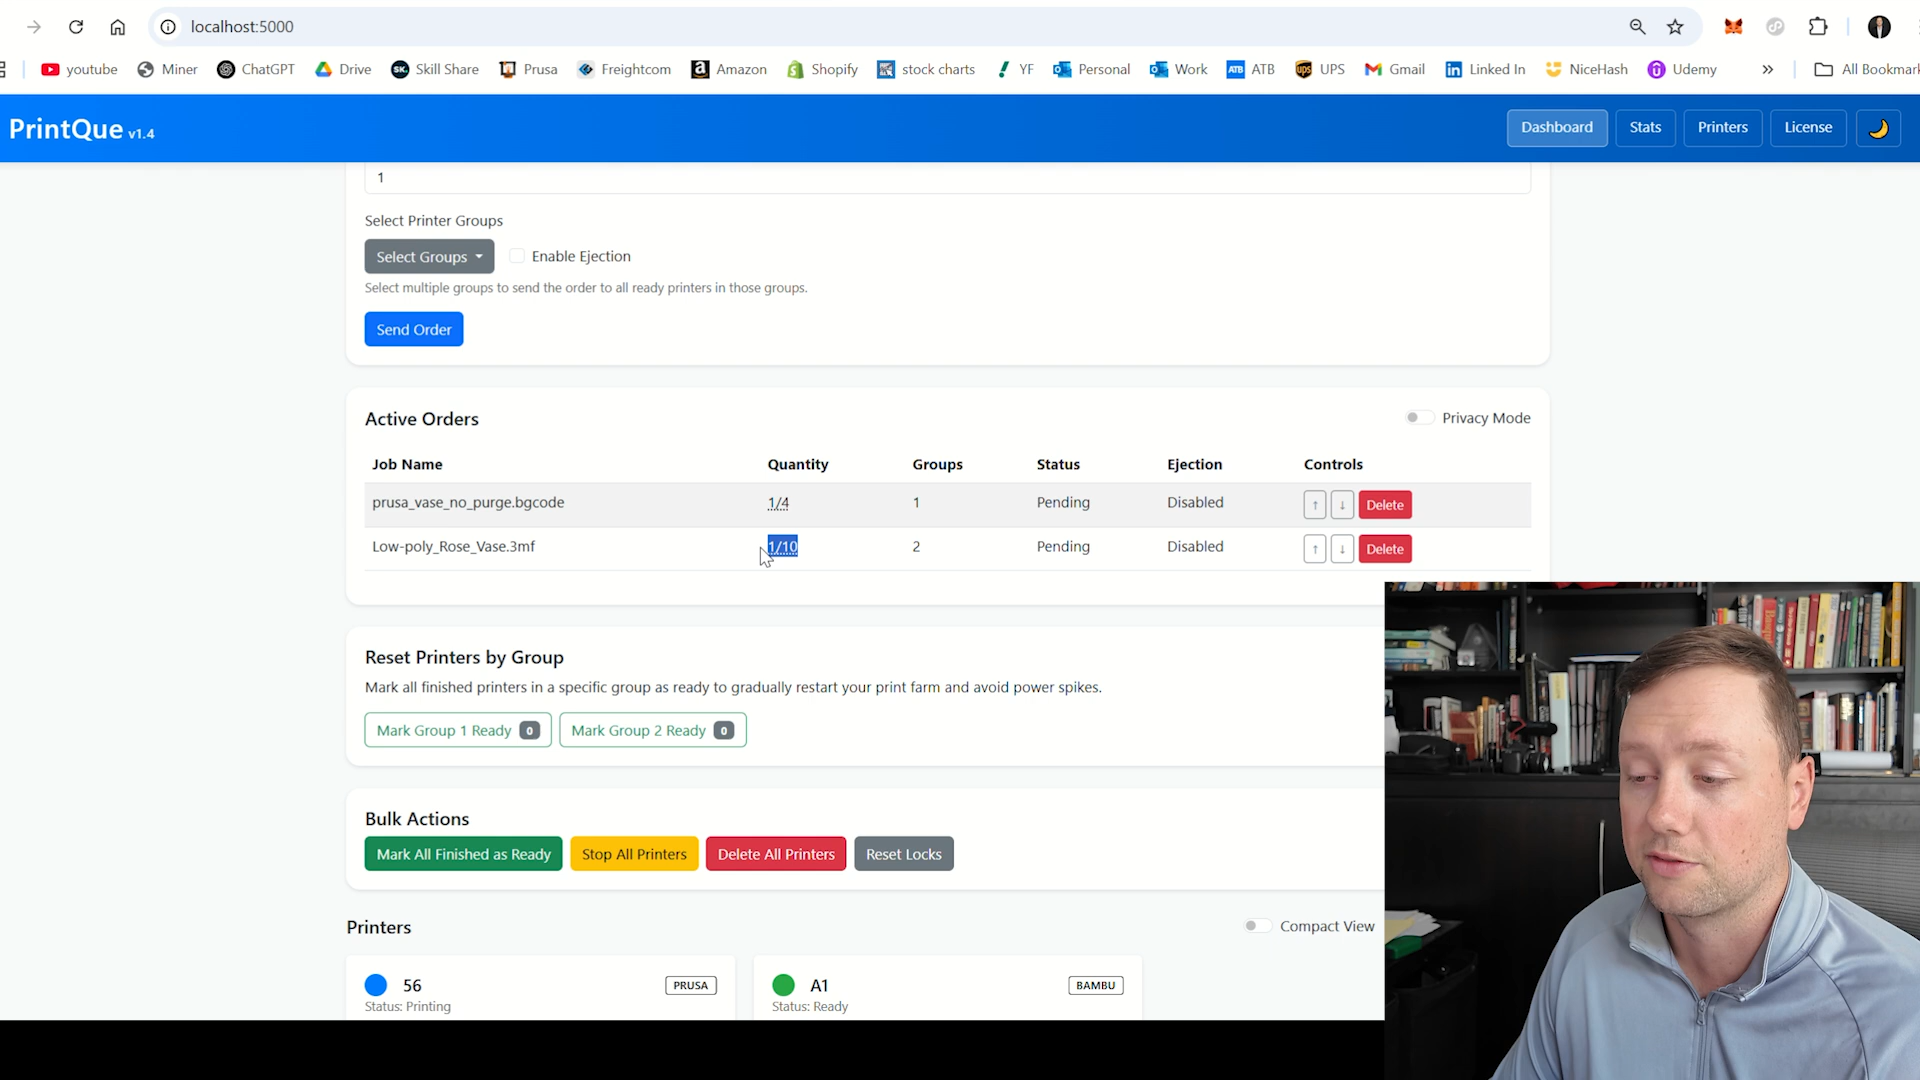 localhost:5000
youtube Miner ChatGPT Drive Skill Share Prusa Freightcom Amazon Shopify stock charts YF Personal Work ATB UPS Gmail Linked In NiceHash Udemy » All Bookmark
PrintQue v1.4
Dashboard Stats Printers License
1
Select Printer Groups
Select Groups Enable Ejection
Select multiple groups to send the order to all ready printers in those groups.
Send Order
Active Orders Privacy Mode
Job Name Quantity Groups Status Ejection Controls
prusa_vase_no_purge.bgcode 1/4 1 Pending Disabled ↑ ↓ Delete
Low-poly_Rose_Vase.3mf 1/10 2 Pending Disabled ↑ ↓ Delete
Reset Printers by Group
Mark all finished printers in a specific group as ready to gradually restart your print farm and avoid power spikes.
Mark Group 1 Ready 0 Mark Group 2 Ready 0
Bulk Actions
Mark All Finished as Ready Stop All Printers Delete All Printers Reset Locks
Printers Compact View
56 PRUSA A1 BAMBU
Status: Printing Status: Ready